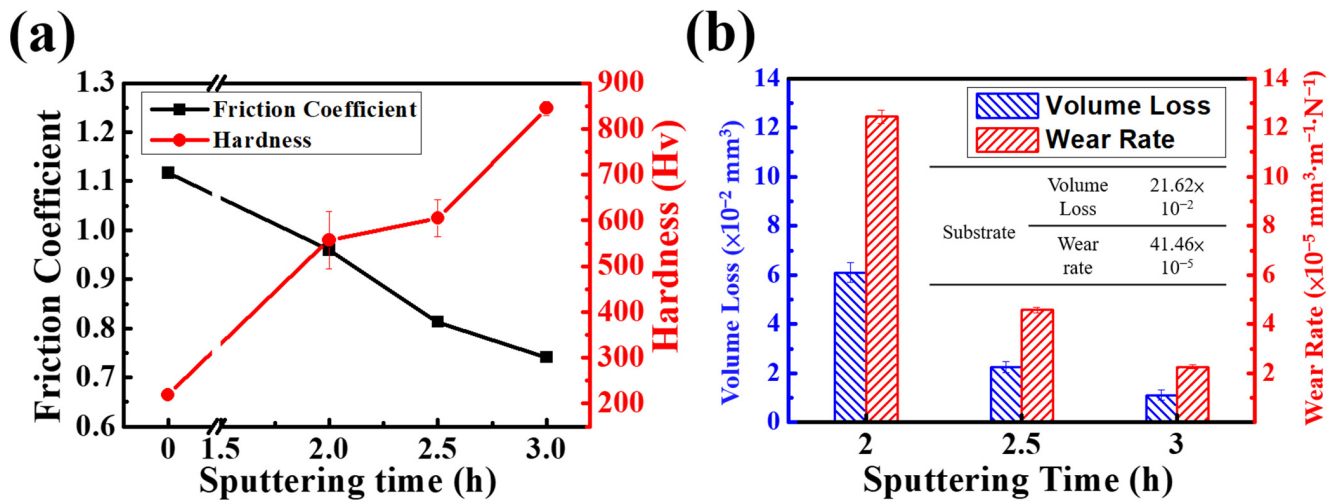 (a)
1.3
1.2
1.1
1.0
0.9
0.8
0.7
0.6
Friction Coefficient
Friction Coefficient
Hardness
900
800
700
600
500
400
300
200
Hardness (Hv)
0 1.5 2.0 2.5 3.0
Sputtering time (h)
(b)
14
12
10
8
6
4
2
0
Volume Loss (×10⁻² mm³)
Volume Loss
Wear Rate
Substrate
Volume Loss
21.62×
10⁻²
Wear rate
41.46×
10⁻⁵
14
12
10
8
6
4
2
Wear Rate (×10⁻⁵ mm³·m⁻¹·N⁻¹)
2 2.5 3
Sputtering Time (h)